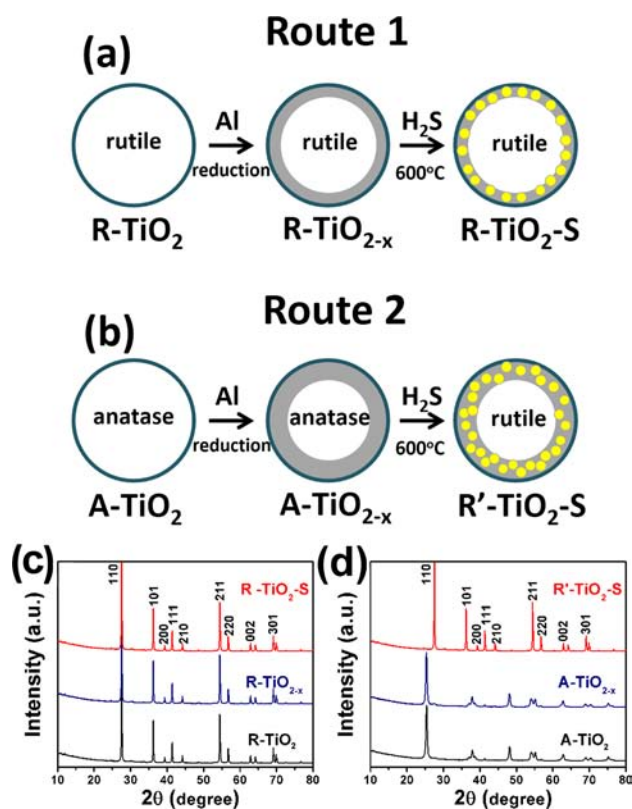 Route 1
(a)
rutile
Al
reduction
rutile
H₂S
600°C
R-TiO₂
R-TiO₂₋ₓ
R-TiO₂-S
Route 2
(b)
anatase
Al
reduction
anatase
H₂S
600°C
rutile
A-TiO₂
A-TiO₂₋ₓ
R'-TiO₂-S
(c)
Intensity (a.u.)
110
101
200
111
210
211
220
002
301
R -TiO₂-S
R-TiO₂₋ₓ
R-TiO₂
10 20 30 40 50 60 70 80
2θ (degree)
(d)
Intensity (a.u.)
110
101
200
111
210
211
220
002
301
R'-TiO₂-S
A-TiO₂₋ₓ
A-TiO₂
10 20 30 40 50 60 70 80
2θ (degree)